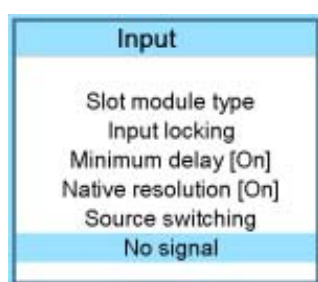 Input
Slot module type
Input locking
Minimum delay [On]
Native resolution [On]
Source switching
No signal